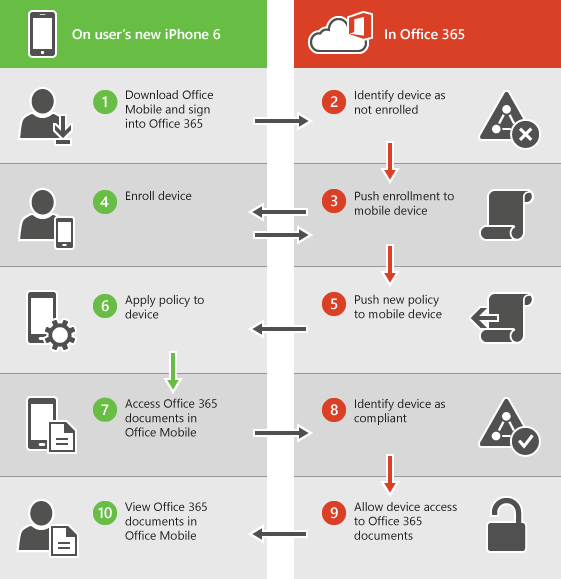 On user's new iPhone 6
In Office 365
1
Download Office
Mobile and sign
into Office 365
2
Identify device as
not enrolled
4
Enroll device
3
Push enrollment to
mobile device
6
Apply policy to
device
5
Push new policy
to mobile device
7
Access Office 365
documents in
Office Mobile
8
Identify device as
compliant
10
View Office 365
documents in
Office Mobile
9
Allow device access
to Office 365
documents